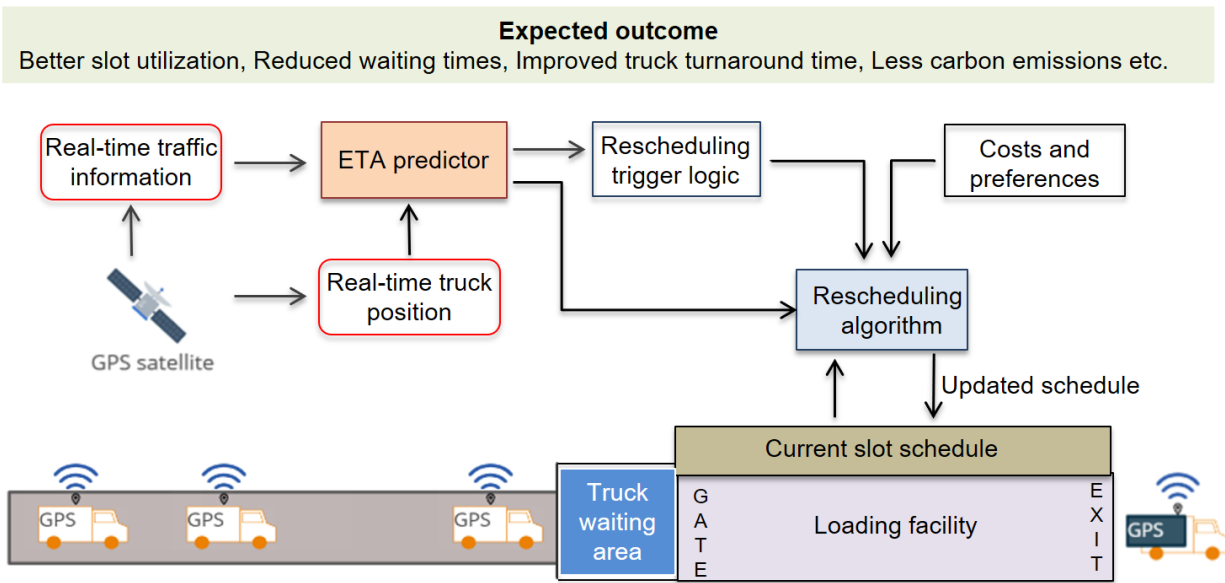 Expected outcome
Better slot utilization, Reduced waiting times, Improved truck turnaround time, Less carbon emissions etc.
Real-time traffic
information
ETA predictor
Rescheduling
trigger logic
Costs and
preferences
Real-time truck
position
GPS satellite
Rescheduling
algorithm
Updated schedule
Current slot schedule
GPS
GPS
GPS
Truck
waiting
area
GATE
Loading facility
EXIT
GPS